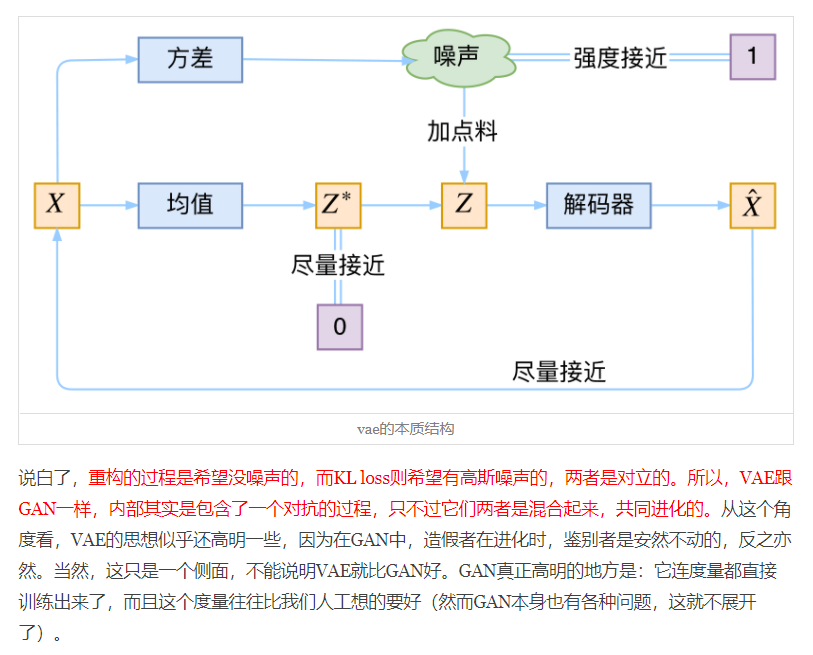 方差
噪声
强度接近
1
加点料
X
均值
Z*
Z
解码器
X̂
尽量接近
0
尽量接近
vae的本质结构
说白了，重构的过程是希望没噪声的，而KL loss则希望有高斯噪声的，两者是对立的。所以，VAE跟
GAN一样，内部其实是包含了一个对抗的过程，只不过它们两者是混合起来，共同进化的。从这个角
度看，VAE的思想似乎还高明一些，因为在GAN中，造假者在进化时，鉴别者是安然不动的，反之亦
然。当然，这只是一个侧面，不能说明VAE就比GAN好。GAN真正高明的地方是：它连度量都直接
训练出来了，而且这个度量往往比我们人工想的要好（然而GAN本身也有各种问题，这就不展开
了）。